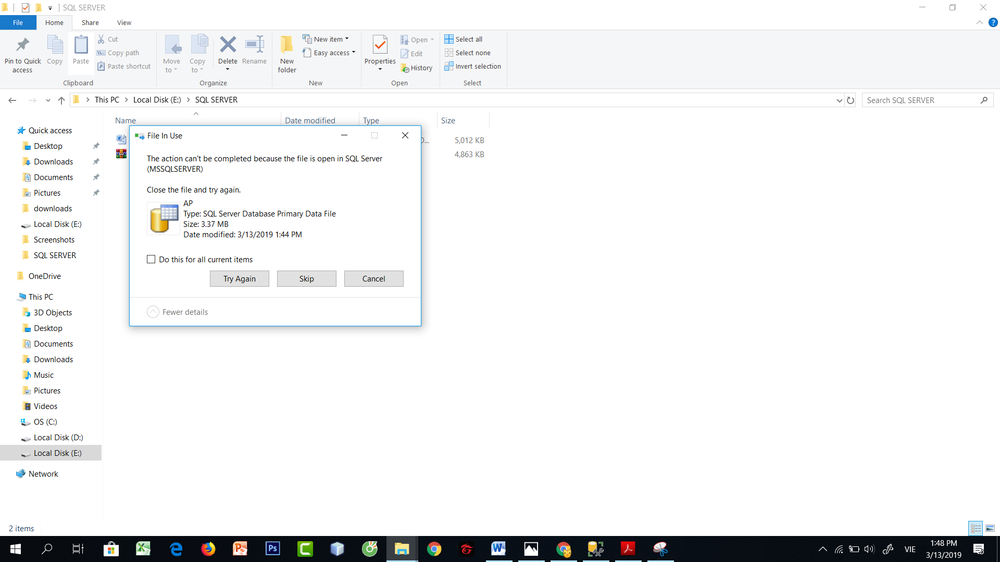 SQL SERVER
File
Home
Share
View
Pin to Quick
access
Copy
Paste
Cut
Copy path
Paste shortcut
Clipboard
Move
to
Copy
to
Delete
Rename
Organize
New
folder
New item
Easy access
New
Properties
Open
Edit
History
Open
Select all
Select none
Invert selection
Select
This PC
Local Disk (E:)
SQL SERVER
Search SQL SERVER
Name
Date modified
Type
Size
5,012 KB
4,863 KB
Quick access
Desktop
Downloads
Documents
Pictures
downloads
Local Disk (E:)
Screenshots
SQL SERVER
OneDrive
This PC
3D Objects
Desktop
Documents
Downloads
Music
Pictures
Videos
OS (C:)
Local Disk (D:)
Local Disk (E:)
Network
File In Use
The action can't be completed because the file is open in SQL Server
(MSSQLSERVER)
Close the file and try again.
AP
Type: SQL Server Database Primary Data File
Size: 3.37 MB
Date modified: 3/13/2019 1:44 PM
Do this for all current items
Try Again
Skip
Cancel
Fewer details
2 items
Ps
VIE
1:48 PM
3/13/2019